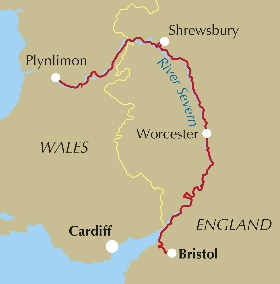 Shrewsbury
Plynlimon
River Severn
Worcester
WALES
ENGLAND
Cardiff
Bristol